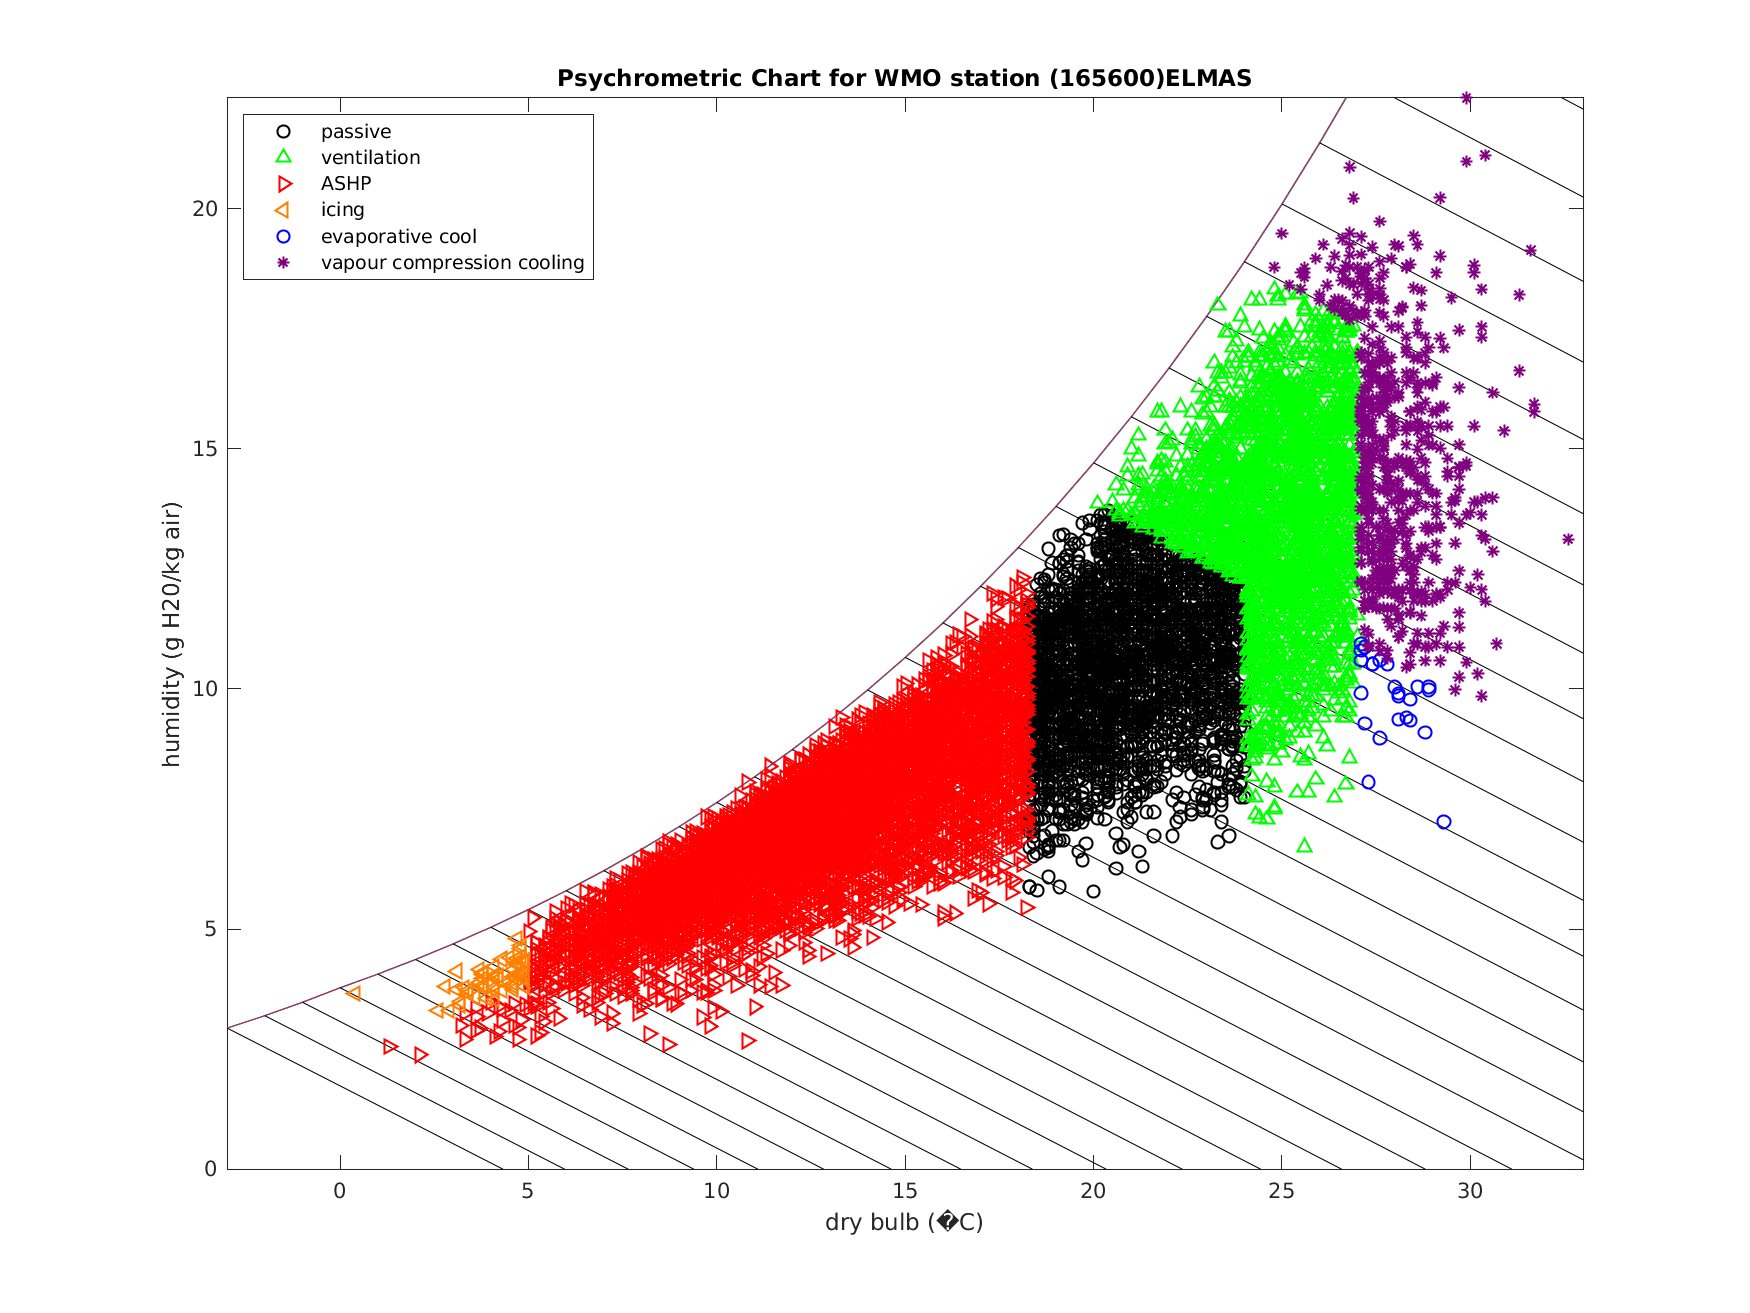 Psychrometric Chart for WMO station (165600)ELMAS
passive
ventilation
ASHP
icing
evaporative cool
vapour compression cooling
humidity (g H20/kg air)
20
15
10
5
0
0 5 10 15 20 25 30
dry bulb (�C)